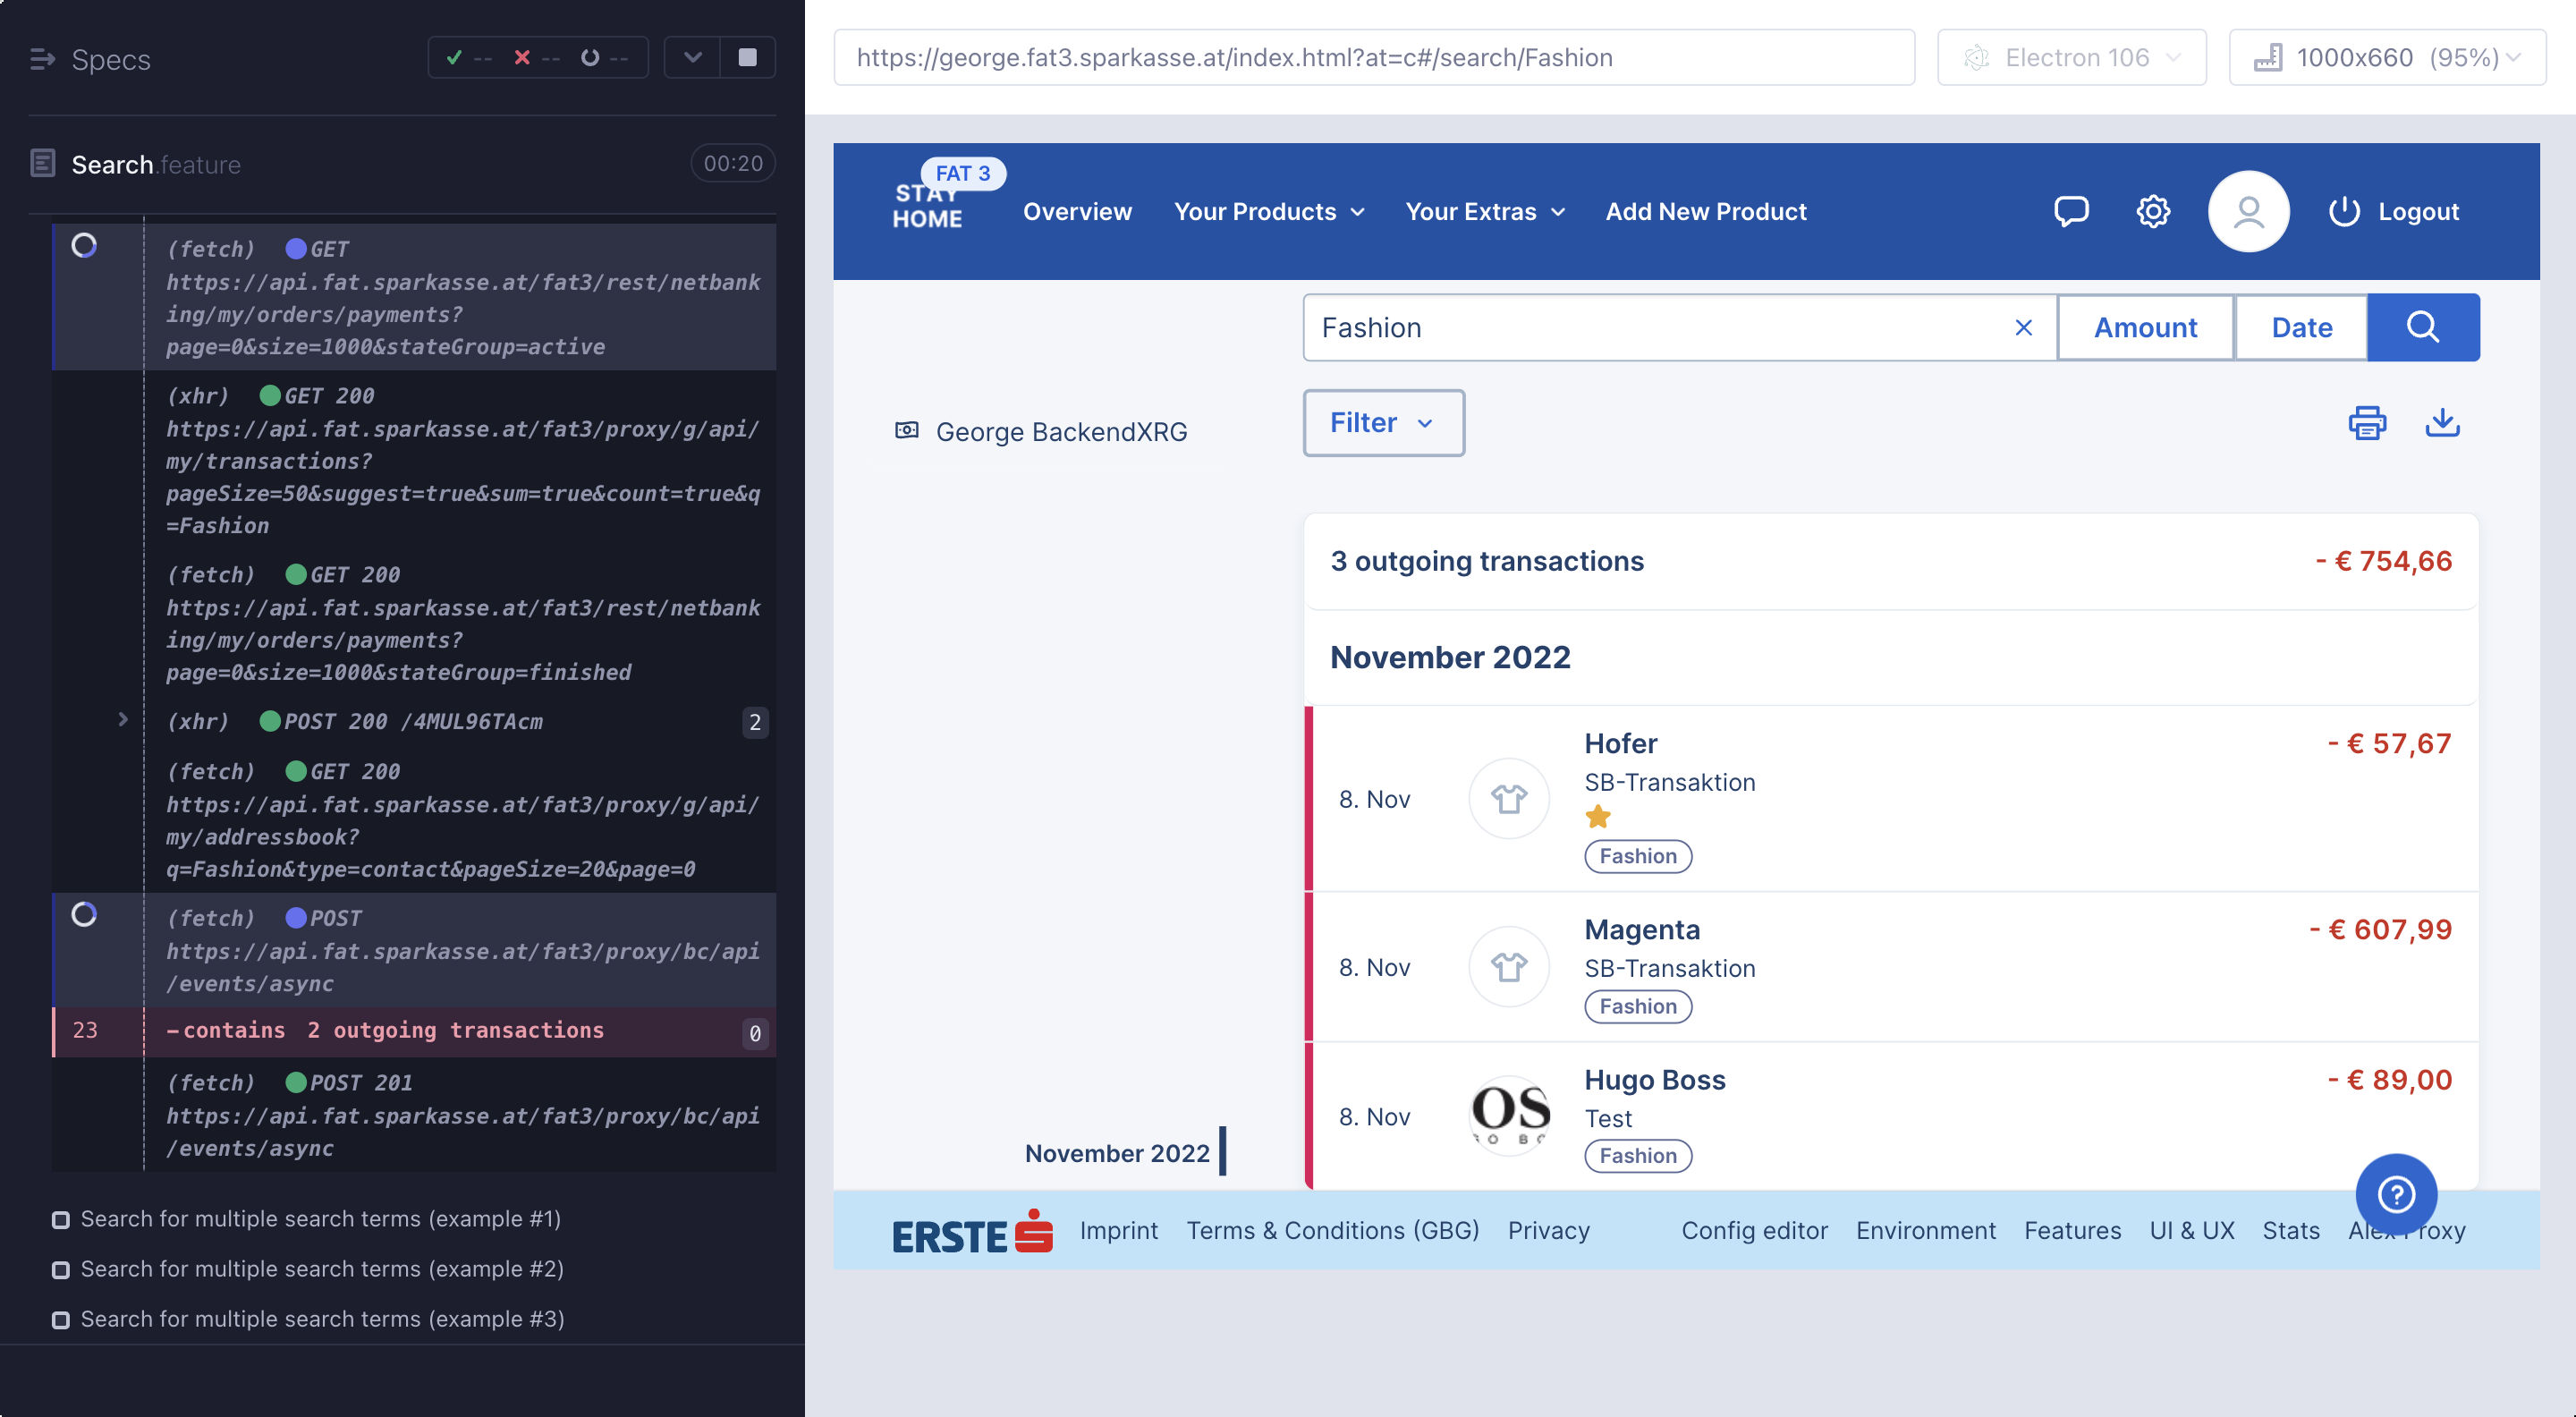 Specs
-- -- --
Search.feature
00:20
(fetch) GET
https://api.fat.sparkasse.at/fat3/rest/netbank
ing/my/orders/payments?
page=0&size=1000&stateGroup=active
(xhr) GET 200
https://api.fat.sparkasse.at/fat3/proxy/g/api/
my/transactions?
pageSize=50&suggest=true&sum=true&count=true&q
=Fashion
(fetch) GET 200
https://api.fat.sparkasse.at/fat3/rest/netbank
ing/my/orders/payments?
page=0&size=1000&stateGroup=finished
(xhr) POST 200 /4MUL96TAcm 2
(fetch) GET 200
https://api.fat.sparkasse.at/fat3/proxy/g/api/
my/addressbook?
q=Fashion&type=contact&pageSize=20&page=0
(fetch) POST
https://api.fat.sparkasse.at/fat3/proxy/bc/api
/events/async
23 -contains 2 outgoing transactions 0
(fetch) POST 201
https://api.fat.sparkasse.at/fat3/proxy/bc/api
/events/async
Search for multiple search terms (example #1)
Search for multiple search terms (example #2)
Search for multiple search terms (example #3)
https://george.fat3.sparkasse.at/index.html?at=c#/search/Fashion
Electron 106
1000x660 (95%)
FAT 3
STAY
HOME
Overview Your Products Your Extras Add New Product Logout
Fashion Amount Date
George BackendXRG
Filter
3 outgoing transactions - € 754,66
November 2022
Hofer - € 57,67
8. Nov
SB-Transaktion
Fashion
Magenta - € 607,99
8. Nov
SB-Transaktion
Fashion
Hugo Boss - € 89,00
8. Nov
OS
Test
Fashion
November 2022
?
ERSTE Imprint Terms & Conditions (GBG) Privacy Config editor Environment Features UI & UX Stats